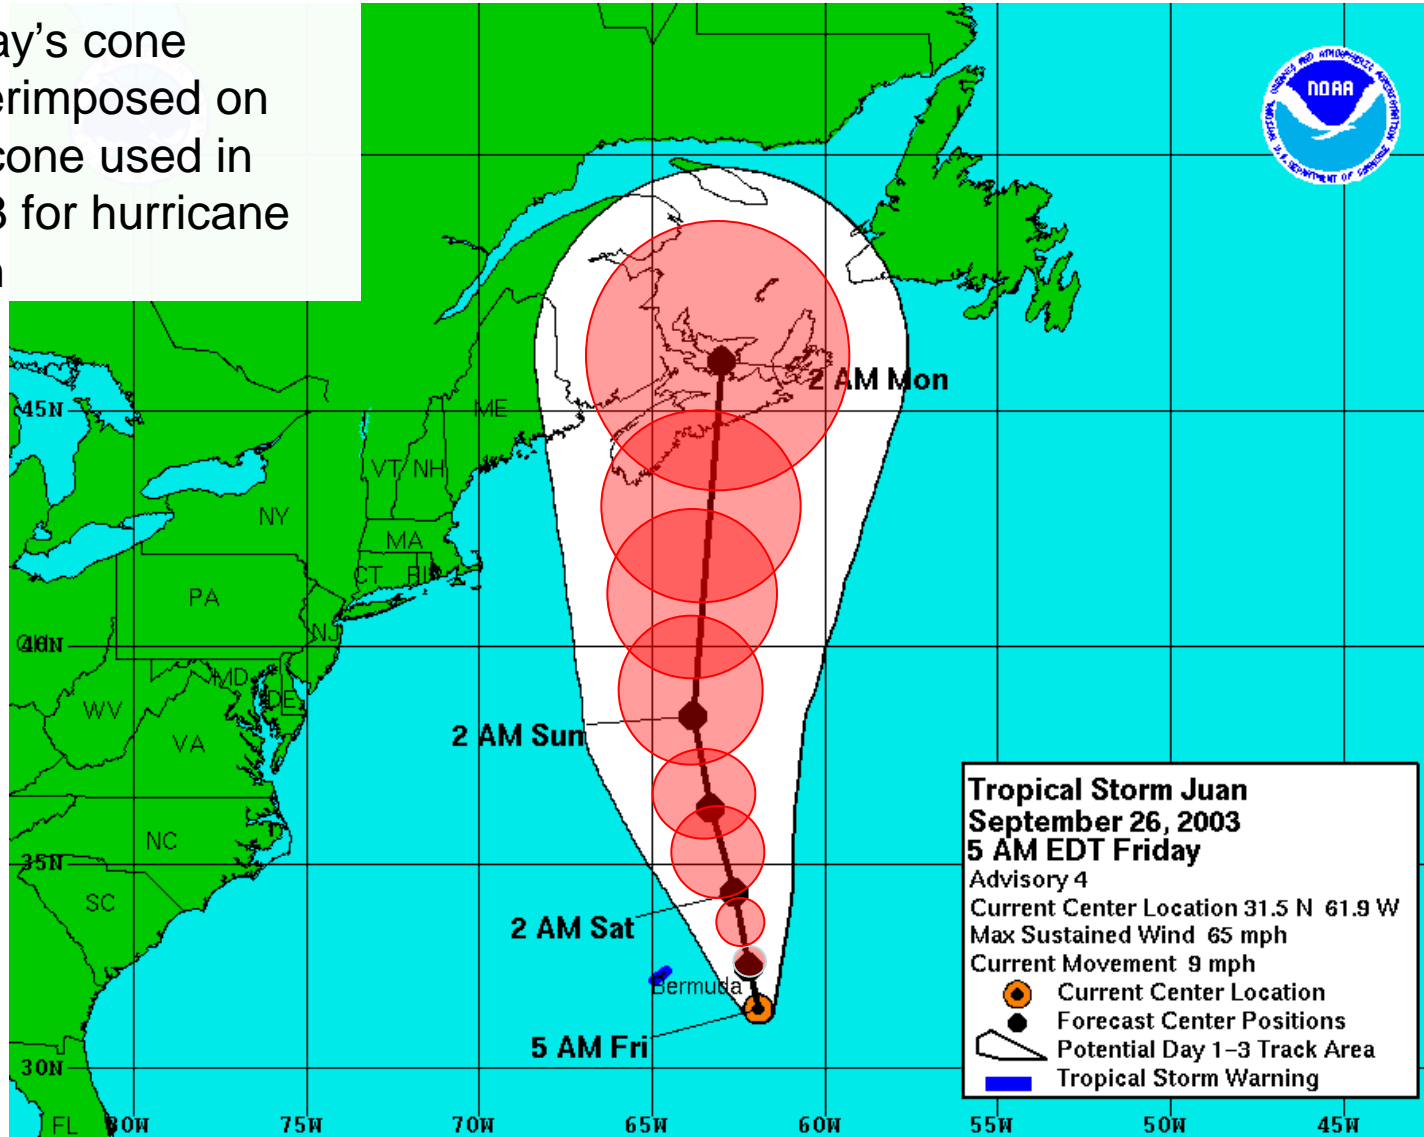 ay’s cone
erimposed on
cone used in
3 for hurricane
n
NOAA
2 AM Mon
45N
ME
VT NH
NY
MA
CT RI
PA
NJ
40N
MD
DE
WV
VA
2 AM Sun
NC
35N
SC
2 AM Sat
Bermuda
5 AM Fri
30N
FL
80W 75W 70W 65W 60W 55W 50W 45W
Tropical Storm Juan
September 26, 2003
5 AM EDT Friday
Advisory 4
Current Center Location 31.5 N 61.9 W
Max Sustained Wind 65 mph
Current Movement 9 mph
Current Center Location
Forecast Center Positions
Potential Day 1-3 Track Area
Tropical Storm Warning